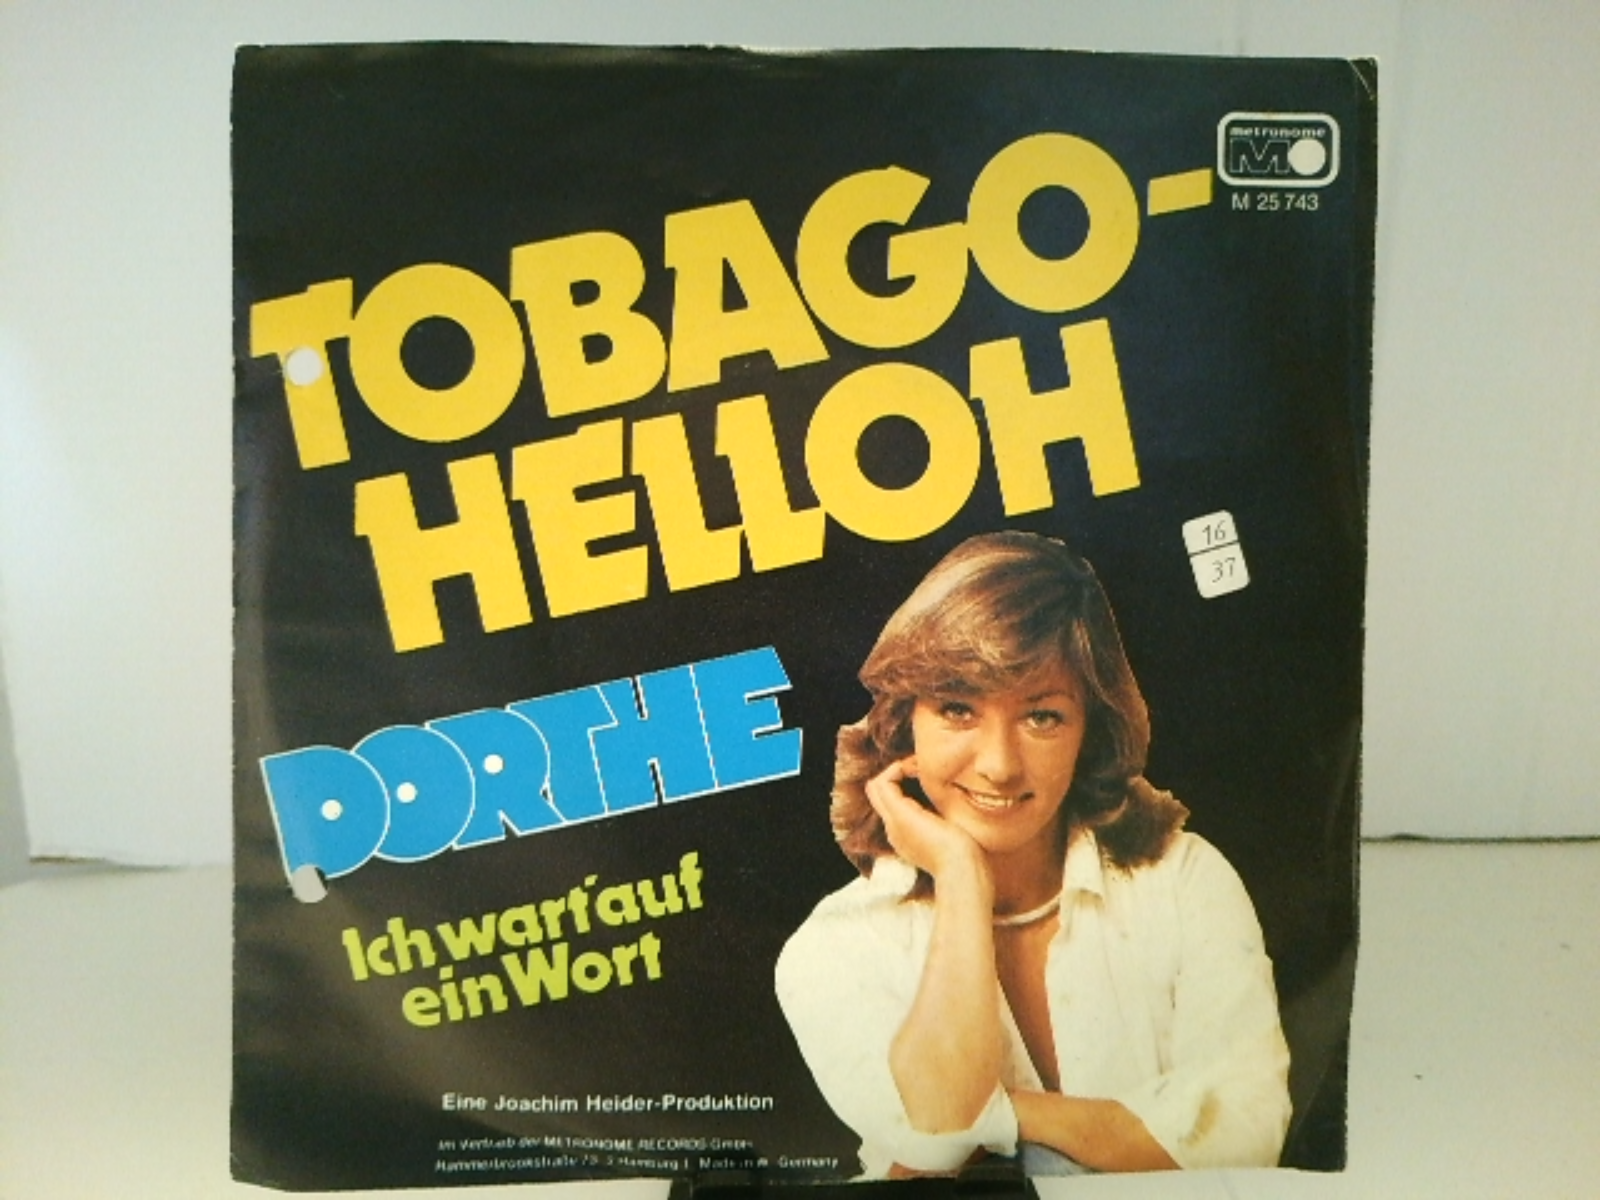 metronome
M
M 25 743
TOBAGO-
HELLOH
16
37
DORTHE
Ich wart' auf
ein Wort
Eine Joachim Heider-Produktion
Im Vertrieb der METRONOME RECORDS GmbH
Hammerbrookstraße Hamburg 1 Made in W. Germany